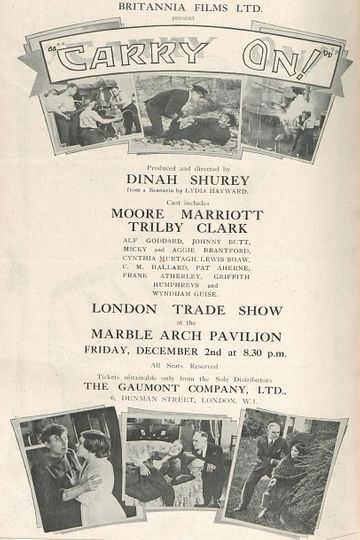 BRITANNIA FILMS LTD.
present
"CARRY ON!"
Produced and directed by
DINAH SHUREY
from a Scenario by LYDIA HAYWARD.
Cast includes
MOORE MARRIOTT
TRILBY CLARK
ALF GODDARD, JOHNNY BUTT,
MICKY and AGGIE BRANTFORD,
CYNTHIA MURTAGH, LEWIS SHAW,
C. M. HALLARD, PAT AHERNE,
FRANK ATHERLEY, GRIFFITH
HUMPHREYS and
WYNDHAM GUISE.
LONDON TRADE SHOW
at the
MARBLE ARCH PAVILION
FRIDAY, DECEMBER 2nd at 8.30 p.m.
All Seats Reserved
Tickets obtainable only from the Sole Distributors
THE GAUMONT COMPANY, LTD.,
6, DENMAN STREET, LONDON, W.1.